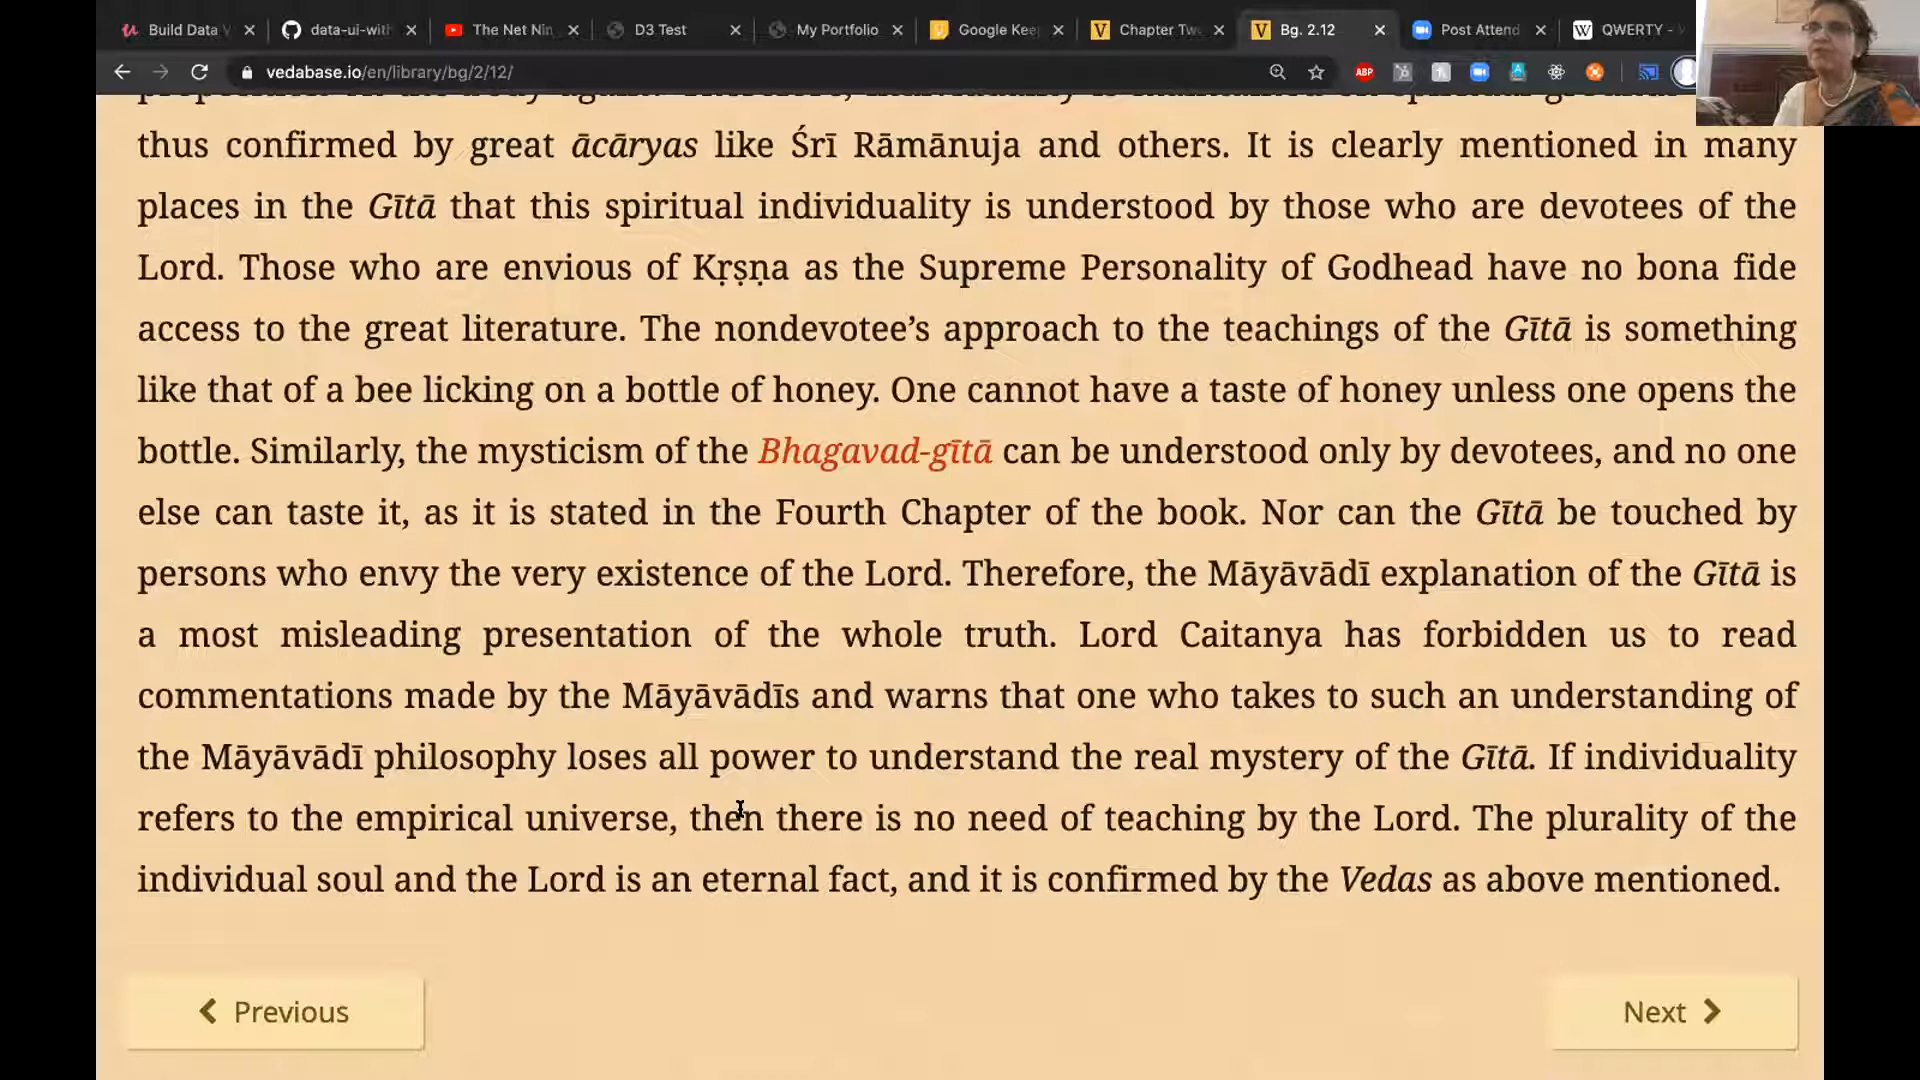 Build Data V
data-ui-with
The Net Nin
D3 Test
My Portfolio
Google Keep
Chapter Two
Bg. 2.12
Post Attend
QWERTY -
vedabase.io/en/library/bg/2/12/
ABP
thus confirmed by great ācāryas like Śrī Rāmānuja and others. It is clearly mentioned in many
places in the Gītā that this spiritual individuality is understood by those who are devotees of the
Lord. Those who are envious of Kṛṣṇa as the Supreme Personality of Godhead have no bona fide
access to the great literature. The nondevotee’s approach to the teachings of the Gītā is something
like that of a bee licking on a bottle of honey. One cannot have a taste of honey unless one opens the
bottle. Similarly, the mysticism of the Bhagavad-gītā can be understood only by devotees, and no one
else can taste it, as it is stated in the Fourth Chapter of the book. Nor can the Gītā be touched by
persons who envy the very existence of the Lord. Therefore, the Māyāvādī explanation of the Gītā is
a most misleading presentation of the whole truth. Lord Caitanya has forbidden us to read
commentations made by the Māyāvādīs and warns that one who takes to such an understanding of
the Māyāvādī philosophy loses all power to understand the real mystery of the Gītā. If individuality
refers to the empirical universe, then there is no need of teaching by the Lord. The plurality of the
individual soul and the Lord is an eternal fact, and it is confirmed by the Vedas as above mentioned.
Previous
Next